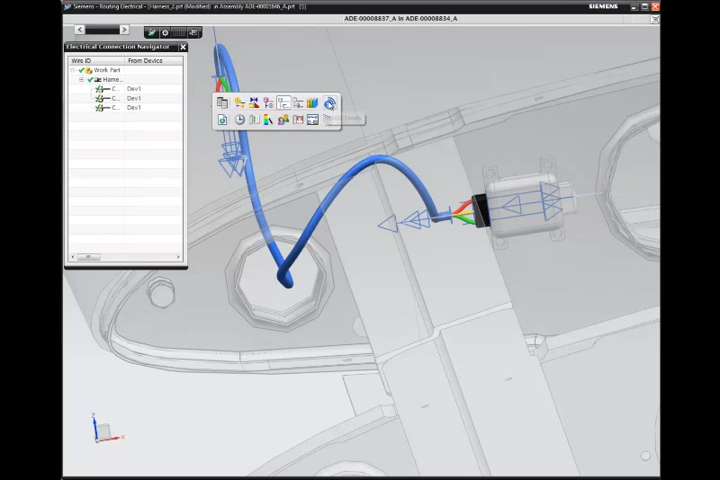 Siemens - Routing Electrical - [Harness_2.prt (Modified) in Assembly ADE-00001646_A.prt]
SIEMENS
ADE-00008837_A in ADE-00008834_A
Electrical Connection Navigator
Wire ID From Device
Work Part
Harne...
C... Dev1
C... Dev1
C... Dev1